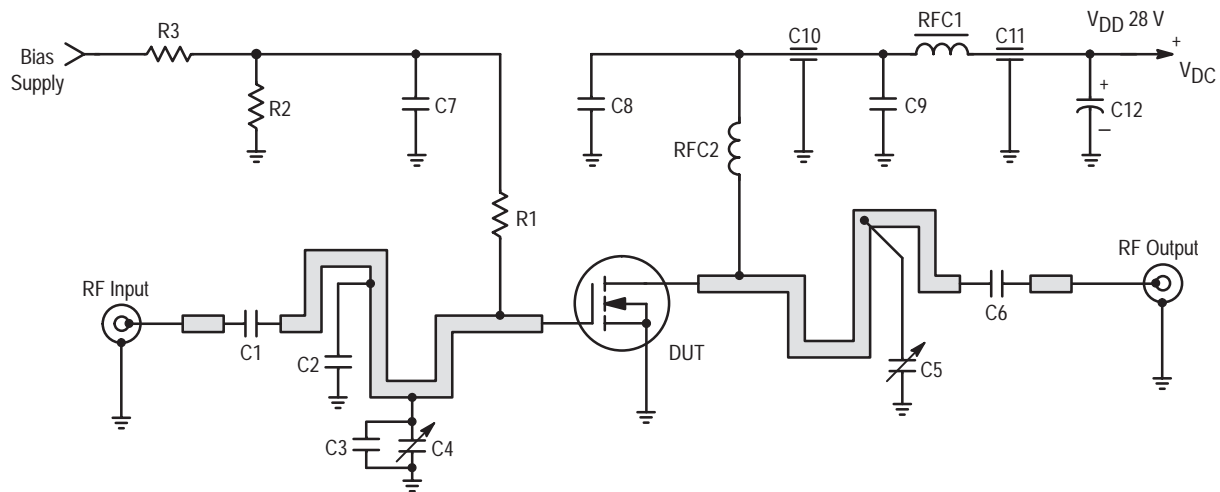 R3
C10
RFC1
C11
VDD 28 V
Bias
Supply
+
VDC
R2
C7
C8
C9
+
C12
–
RFC2
R1
RF Input
RF Output
C1
C2
DUT
C6
C5
C3
C4